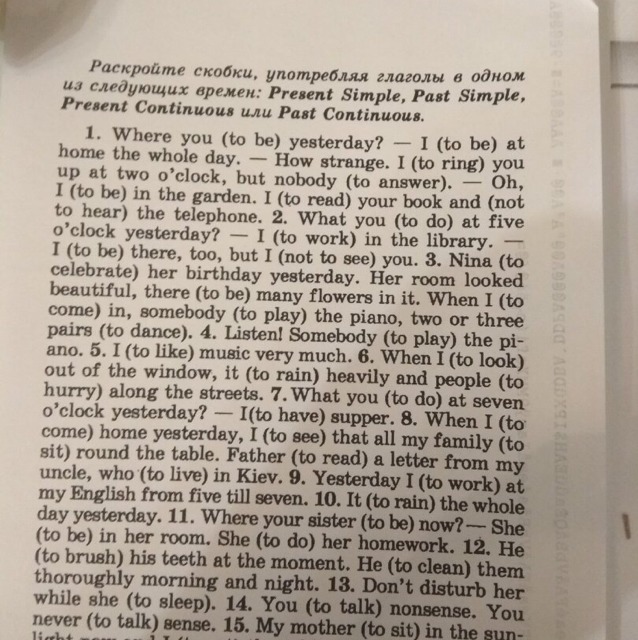 Раскройте скобки, употребляя глаголы в одном
из следующих времен: Present Simple, Past Simple,
Present Continuous или Past Continuous.
1. Where you (to be) yesterday? — I (to be) at
home the whole day. — How strange. I (to ring) you
up at two o'clock, but nobody (to answer). — Oh,
I (to be) in the garden. I (to read) your book and (not
to hear) the telephone. 2. What you (to do) at five
o'clock yesterday? — I (to work) in the library. —
I (to be) there, too, but I (not to see) you. 3. Nina (to
celebrate) her birthday yesterday. Her room looked
beautiful, there (to be) many flowers in it. When I (to
come) in, somebody (to play) the piano, two or three
pairs (to dance). 4. Listen! Somebody (to play) the pi-
ano. 5. I (to like) music very much. 6. When I (to look)
out of the window, it (to rain) heavily and people (to
hurry) along the streets. 7. What you (to do) at seven
o'clock yesterday? — I(to have) supper. 8. When I (to
come) home yesterday, I (to see) that all my family (to
sit) round the table. Father (to read) a letter from my
uncle, who (to live) in Kiev. 9. Yesterday I (to work) at
my English from five till seven. 10. It (to rain) the whole
day yesterday. 11. Where your sister (to be) now? — She
(to be) in her room. She (to do) her homework. 12. He
(to brush) his teeth at the moment. He (to clean) them
thoroughly morning and night. 13. Don't disturb her
while she (to sleep). 14. You (to talk) nonsense. You
never (to talk) sense. 15. My mother (to sit) in the sun-
light now and I